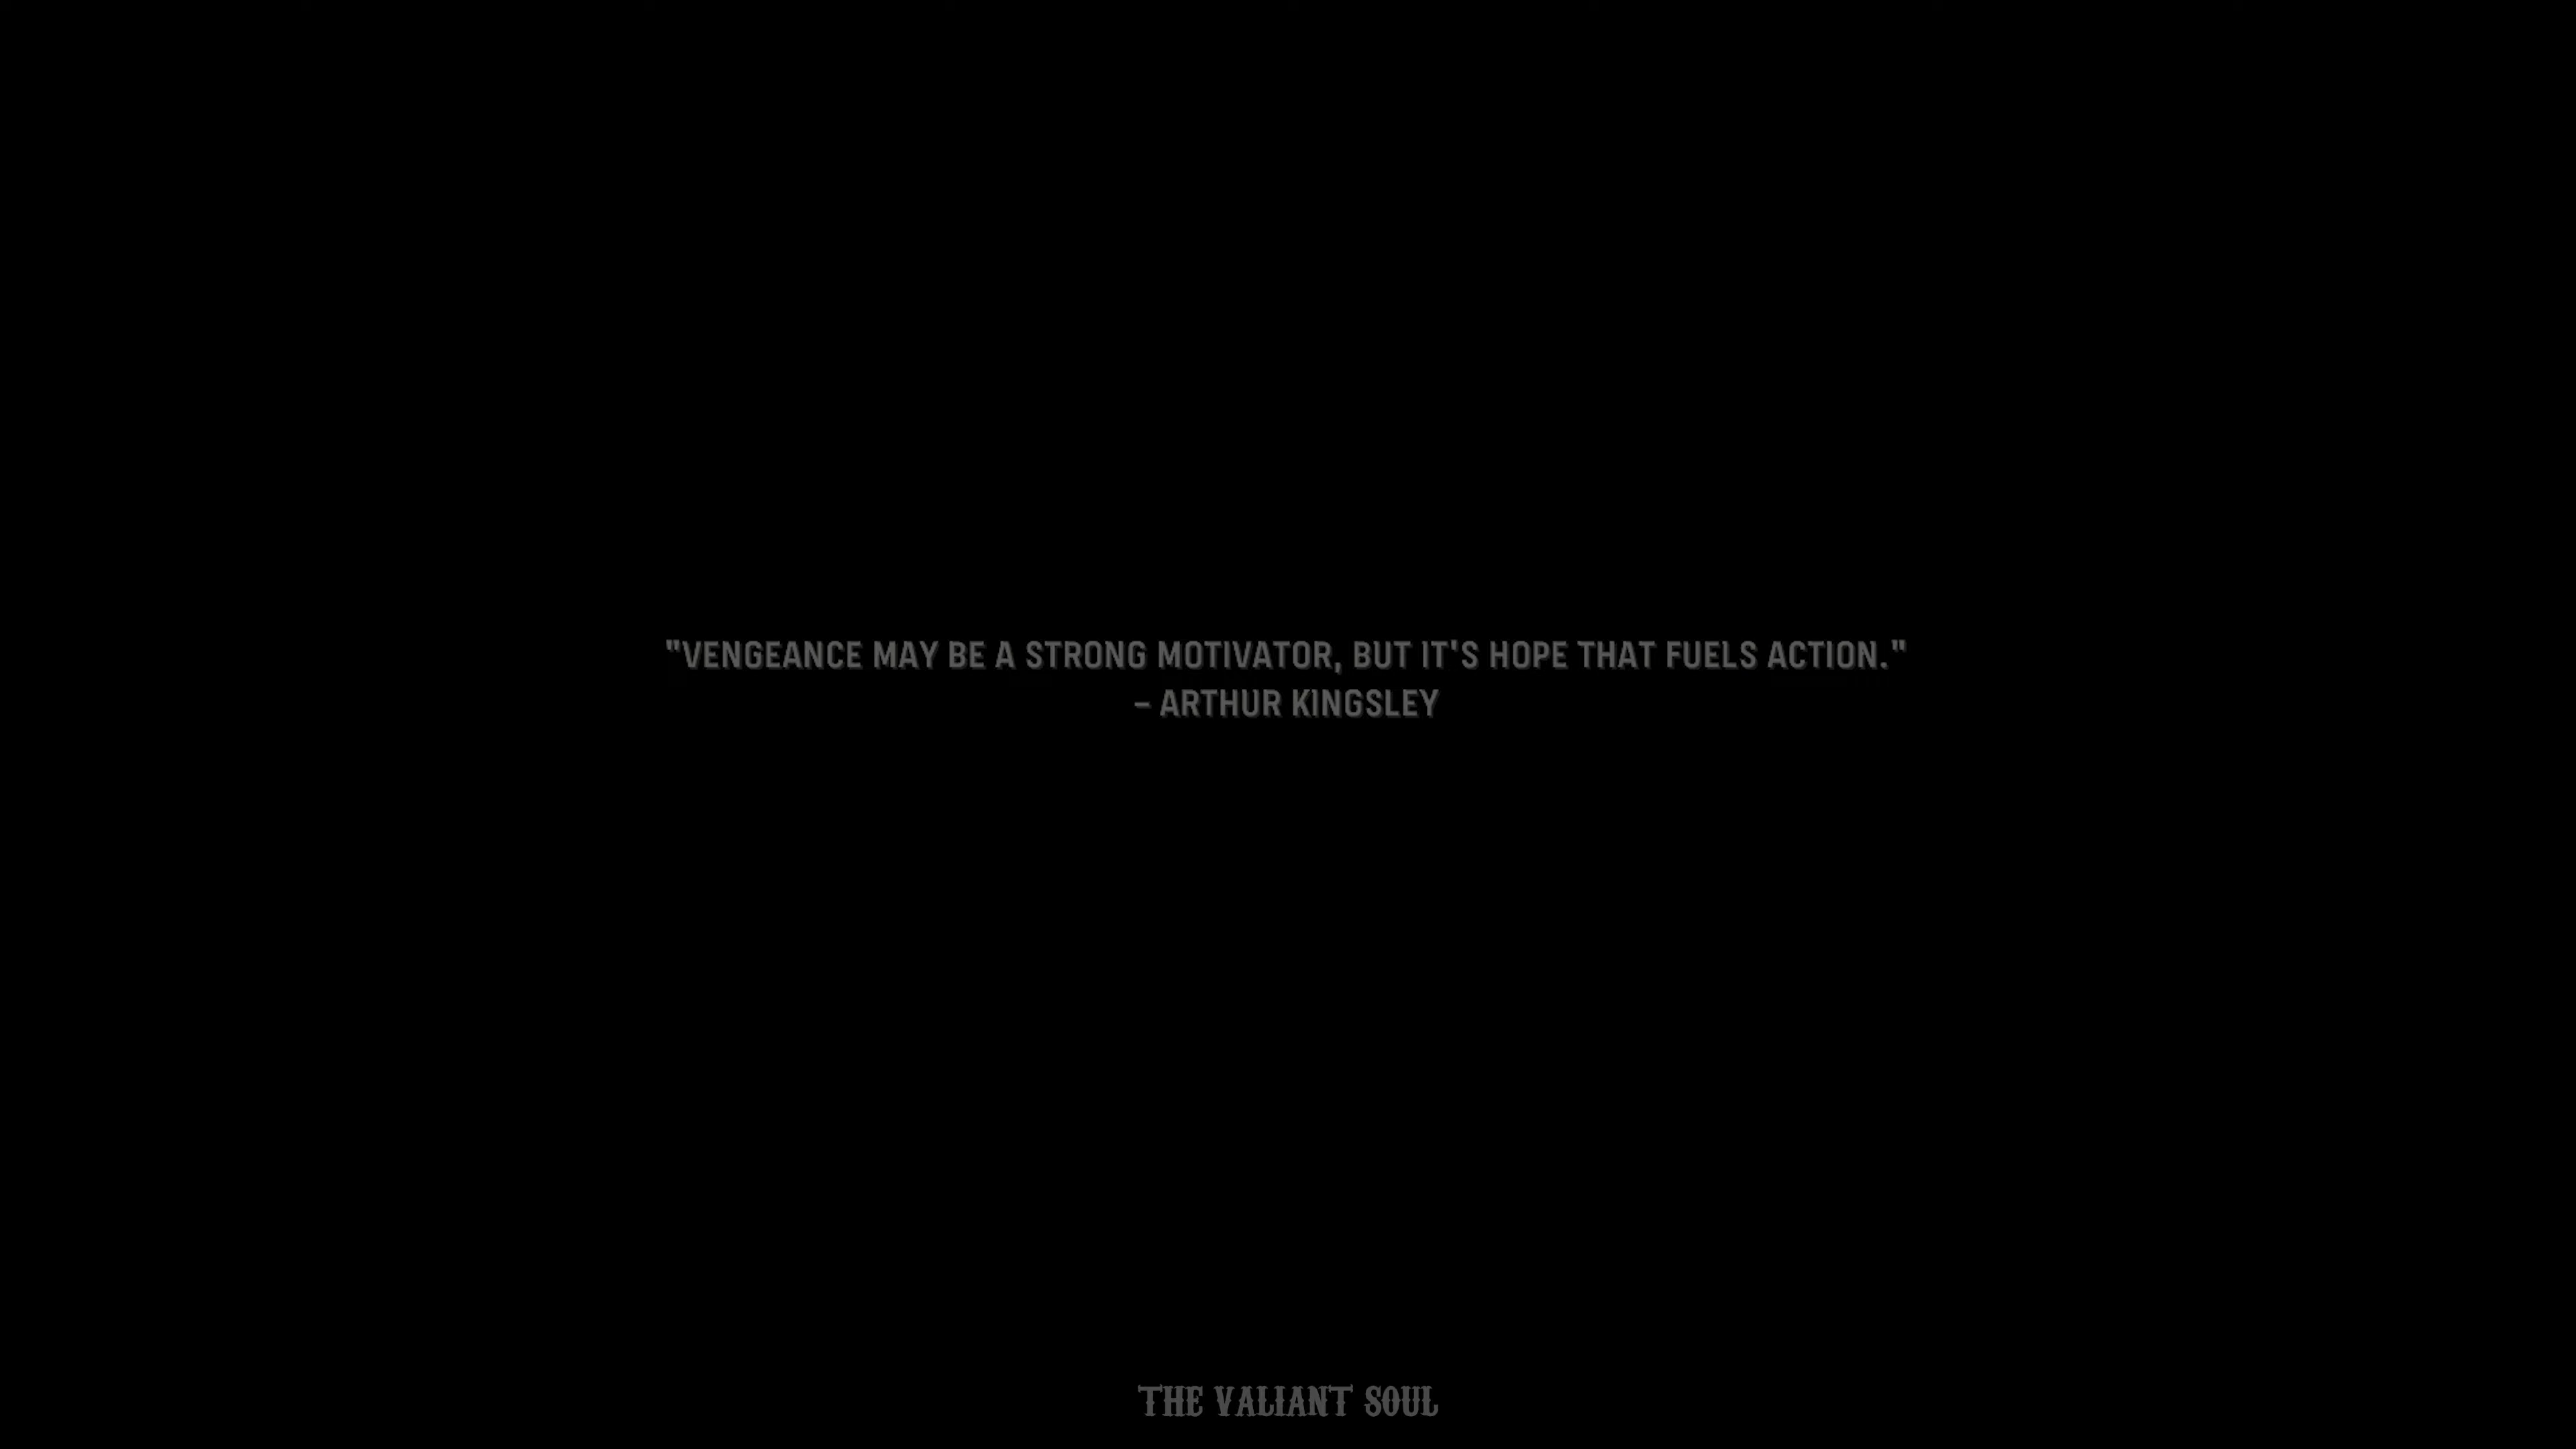 "VENGEANCE MAY BE A STRONG MOTIVATOR, BUT IT'S HOPE THAT FUELS ACTION."
– ARTHUR KINGSLEY
THE VALIANT SOUL